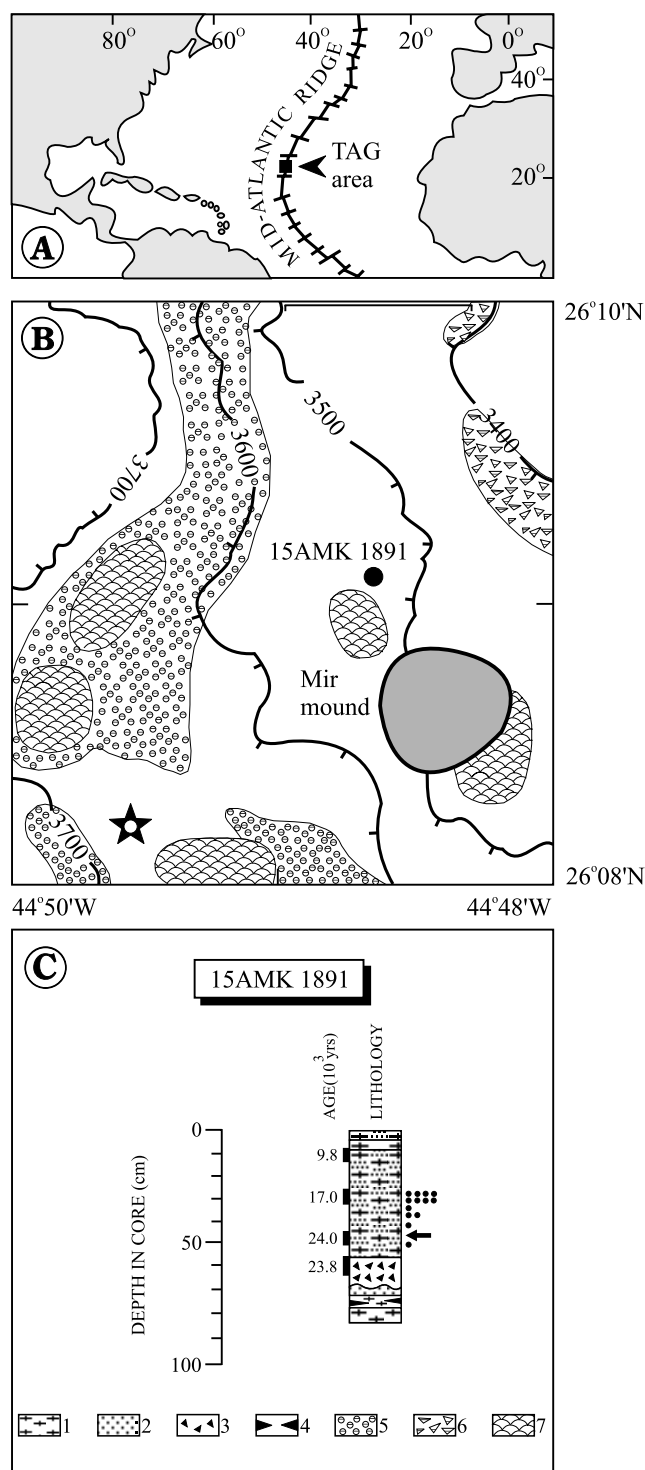 80° 60° 40° 20° 0°
40°
20°
MID-ATLANTIC RIDGE
TAG
area
A
B
26°10'N
3500
3400
3600
3700
15AMK 1891
Mir
mound
3700
26°08'N
44°50'W 44°48'W
C
15AMK 1891
AGE(10³yrs)
LITHOLOGY
DEPTH IN CORE (cm)
0
9.8
17.0
24.0
50
23.8
100
1 2 3 4 5 6 7